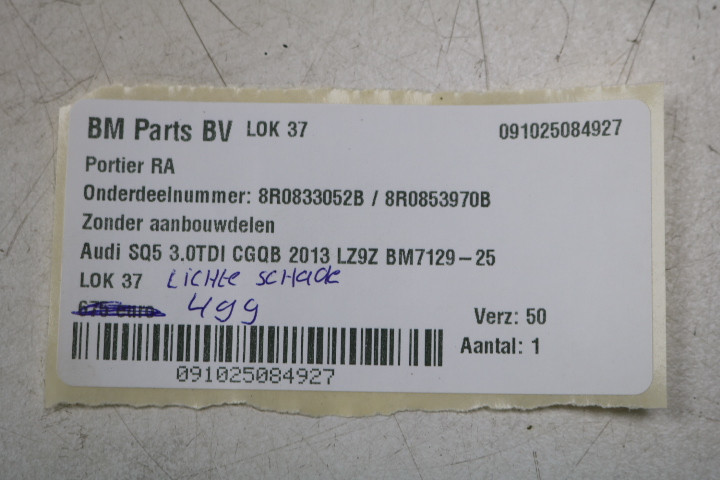 BM Parts BV LOK 37 091025084927
Portier RA
Onderdeelnummer: 8R0833052B / 8R0853970B
Zonder aanbouwdelen
Audi SQ5 3.0TDI CGQB 2013 LZ9Z BM7129-25
LOK 37 Lichte schade
675 euro 499 Verz: 50
Aantal: 1
091025084927